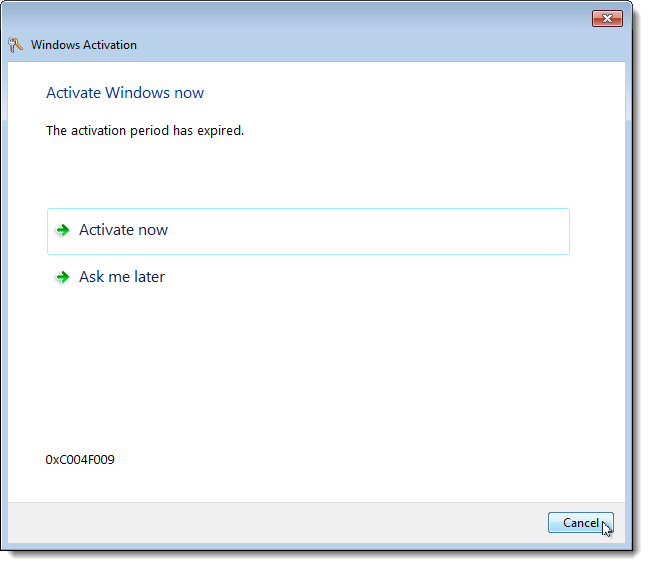 Windows Activation
Activate Windows now
The activation period has expired.
Activate now
Ask me later
0xC004F009
Cancel